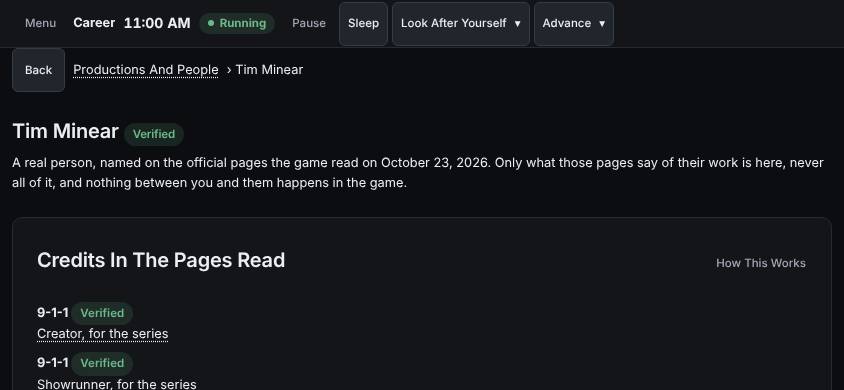 Menu Career 11:00 AM Running Pause Sleep Look After Yourself ▾ Advance ▾
Back Productions And People › Tim Minear
Tim Minear Verified
A real person, named on the official pages the game read on October 23, 2026. Only what those pages say of their work is here, never
all of it, and nothing between you and them happens in the game.
Credits In The Pages Read How This Works
9-1-1 Verified
Creator, for the series
9-1-1 Verified
Showrunner, for the series